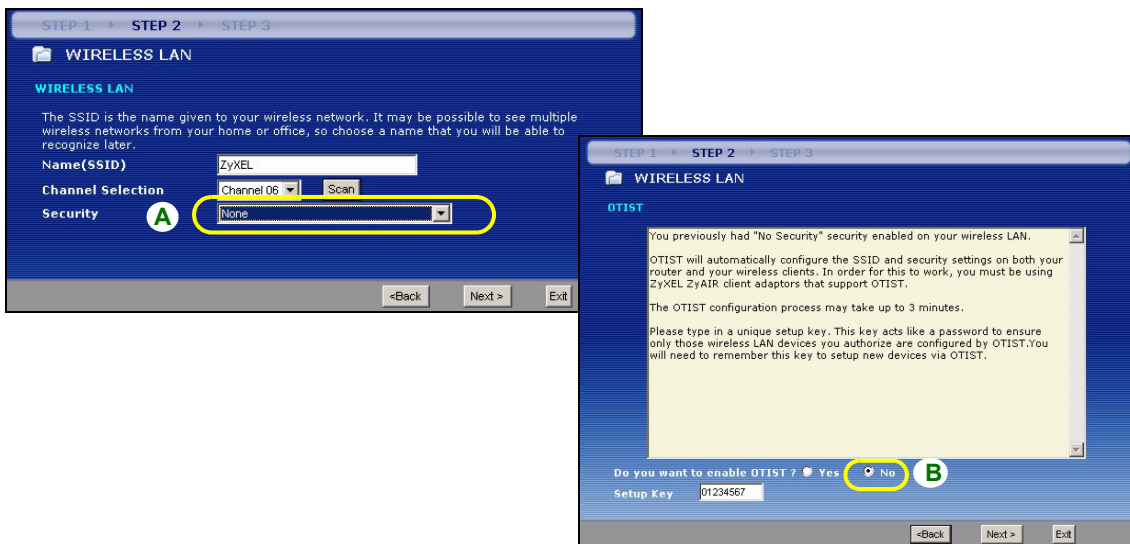 STEP 1 STEP 2 STEP 3
WIRELESS LAN
WIRELESS LAN
The SSID is the name given to your wireless network. It may be possible to see multiple
wireless networks from your home or office, so choose a name that you will be able to
recognize later.
Name(SSID) ZyXEL
Channel Selection Channel 06 Scan
Security A None
<Back Next > Exit
STEP 1 STEP 2 STEP 3
WIRELESS LAN
OTIST
You previously had "No Security" security enabled on your wireless LAN.
OTIST will automatically configure the SSID and security settings on both your
router and your wireless clients. In order for this to work, you must be using
ZyXEL ZyAIR client adaptors that support OTIST.
The OTIST configuration process may take up to 3 minutes.
Please type in a unique setup key. This key acts like a password to ensure
only those wireless LAN devices you authorize are configured by OTIST.You
will need to remember this key to setup new devices via OTIST.
Do you want to enable OTIST ? Yes No B
Setup Key 01234567
<Back Next > Exit